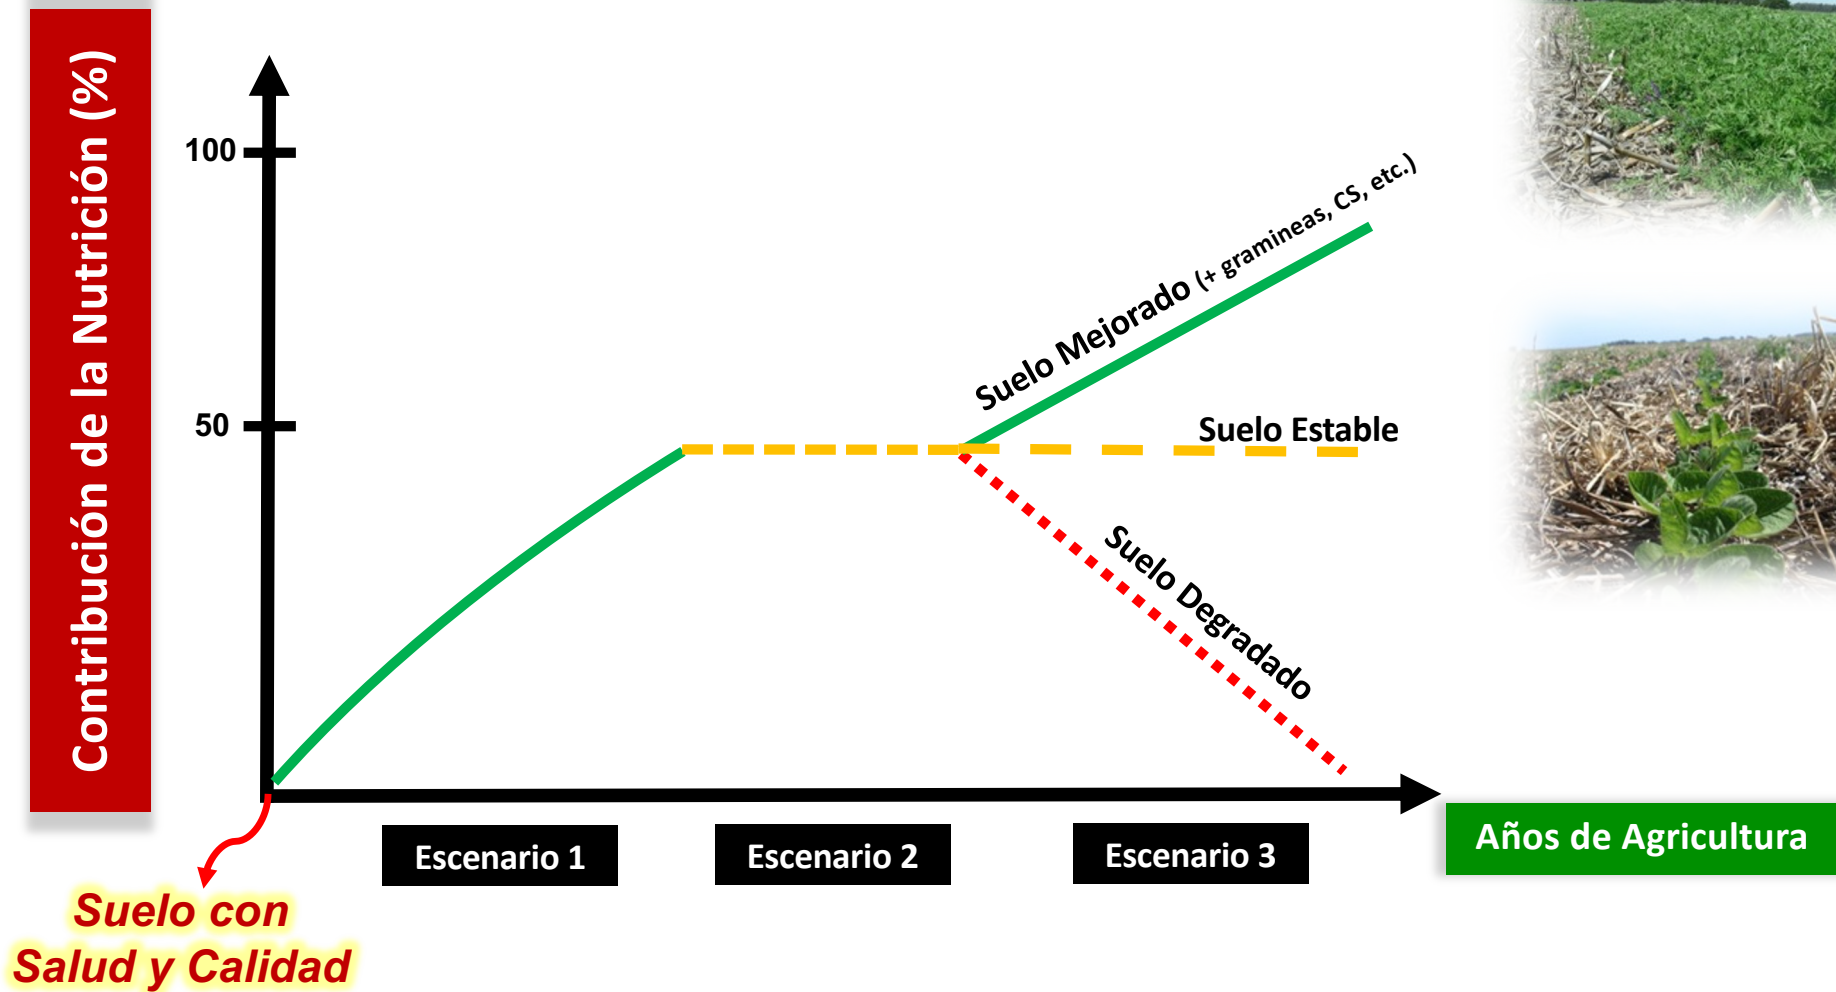 Contribución de la Nutrición (%)
100
50
Suelo Mejorado (+ gramineas, CS, etc.)
Suelo Estable
Suelo Degradado
Escenario 1
Escenario 2
Escenario 3
Años de Agricultura
Suelo con
Salud y Calidad